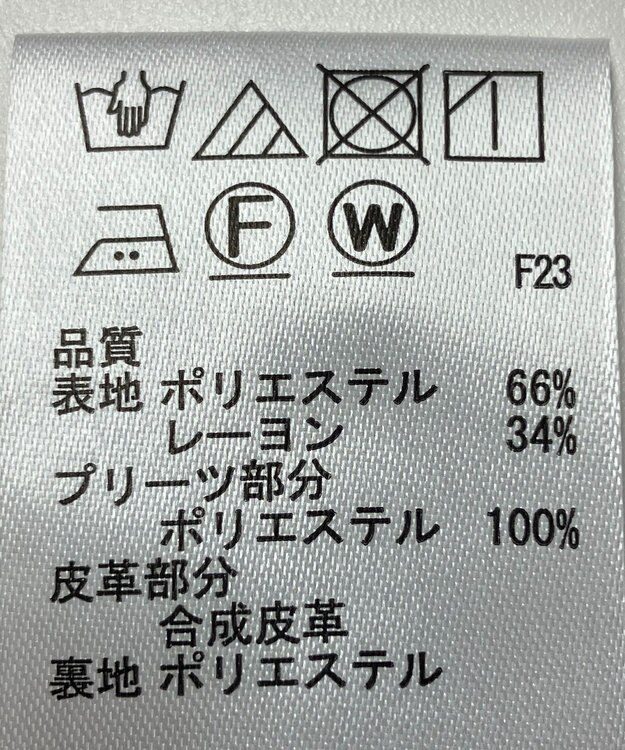 F W
F23
品質
表地 ポリエステル 66%
レーヨン 34%
プリーツ部分
ポリエステル 100%
皮革部分
合成皮革
裏地 ポリエステル